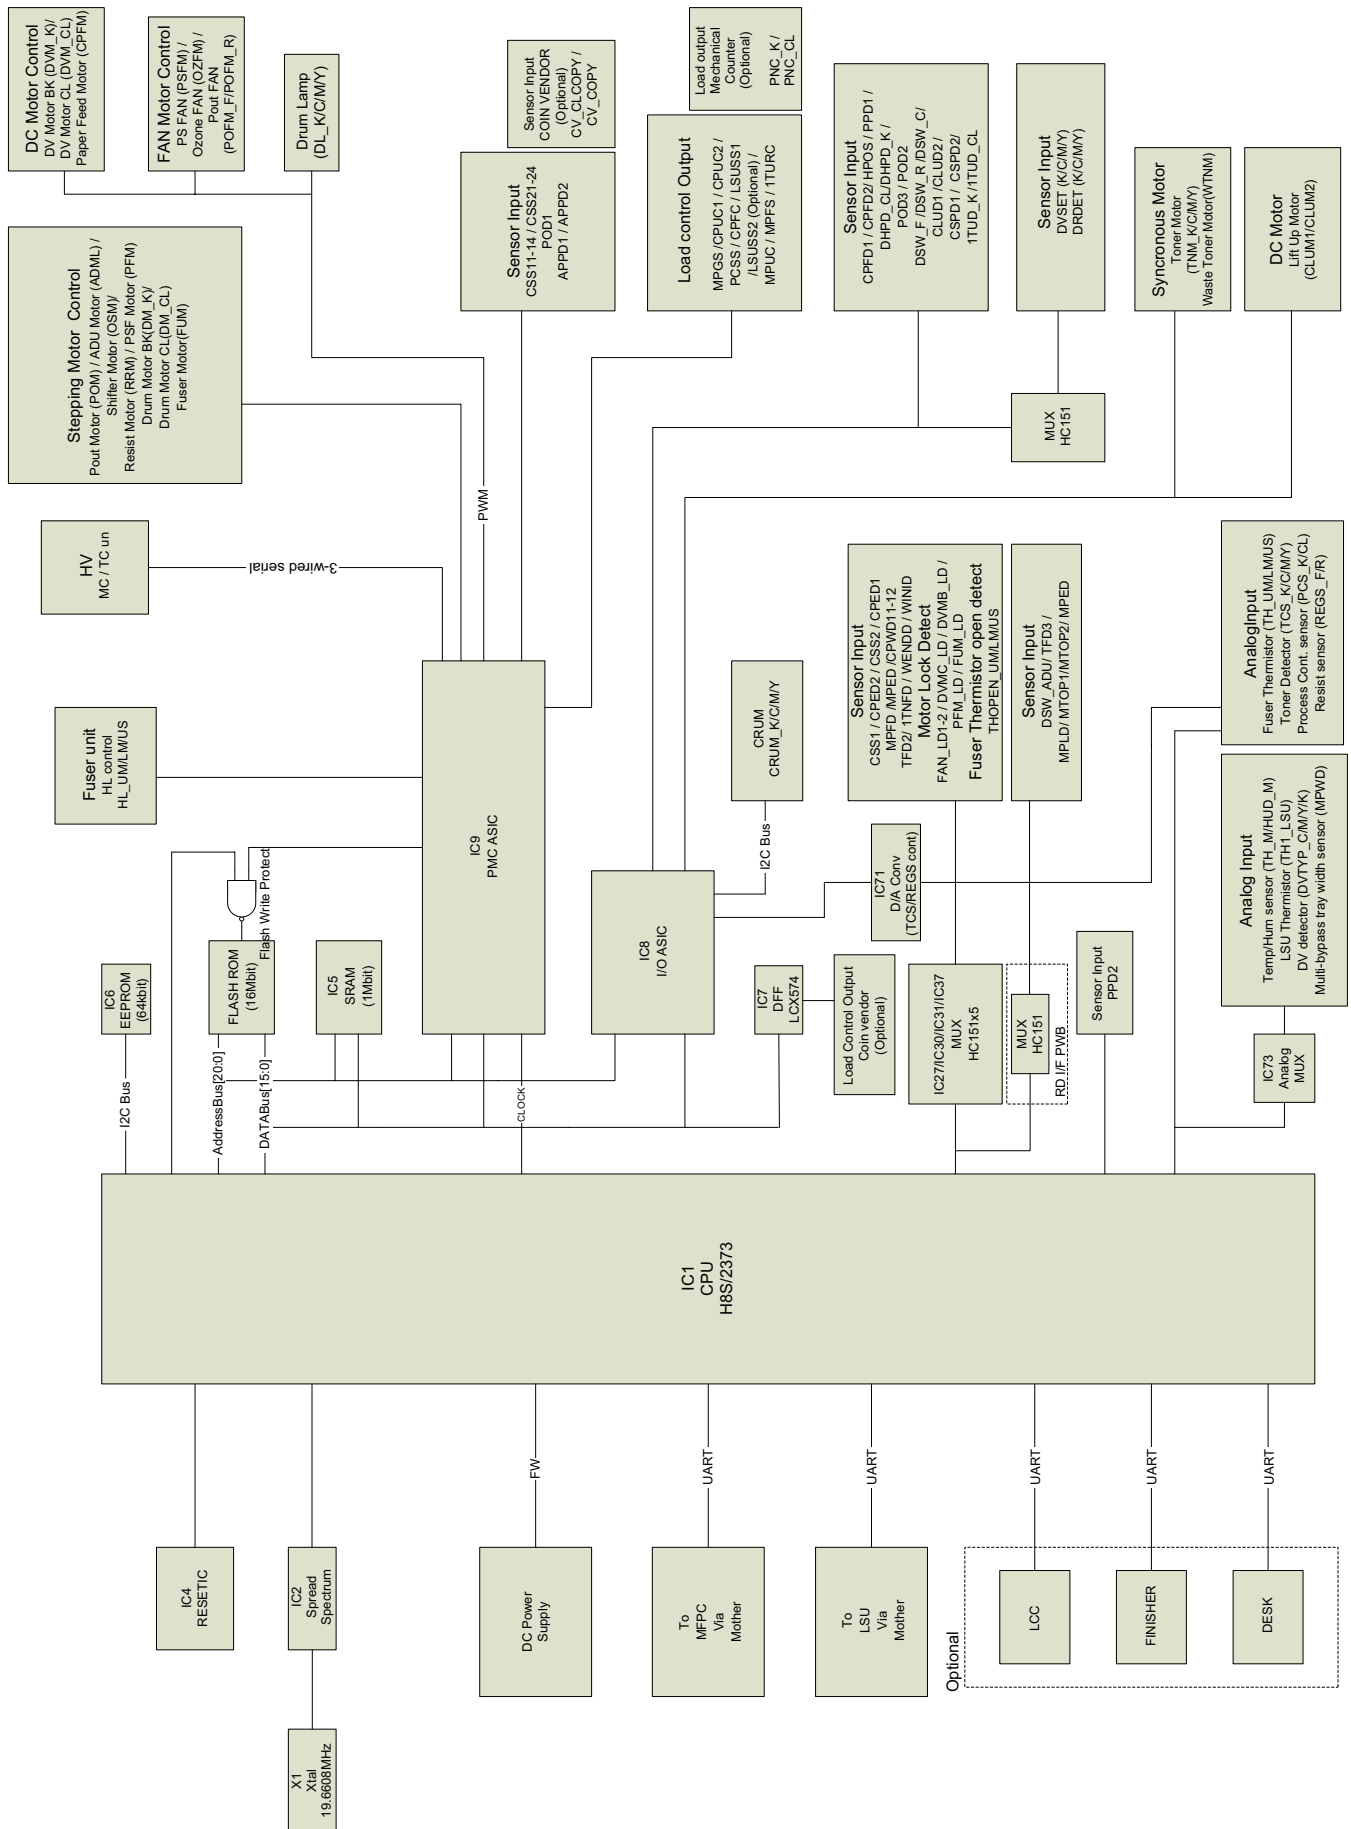 DC Motor Control
DV Motor BK (DVM_K)/
DV Motor CL (DVM_CL)
Paper Feed Motor (CPFM)
FAN Motor Control
PS FAN (PSFM) /
Ozone FAN (OZFM) /
Pout FAN
(POFM_F/POFM_R)
Drum Lamp
(DL_K/C/M/Y)
Sensor Input
COIN VENDOR
(Optional)
CV_CLCOPY /
CV_COPY
Load output
Mechanical
Counter
(Optional)
PNC_K /
PNC_CL
Stepping Motor Control
Pout Motor (POM) / ADU Motor (ADML) /
Shifter Motor (OSM)/
Resist Motor (RRM) / PSF Motor (PFM)
Drum Motor BK(DM_K)/
Drum Motor CL(DM_CL)/
Fuser Motor(FUM)
Sensor Input
CSS11-14 / CSS21-24
POD1
APPD1 / APPD2
Load control Output
MPGS /CPUC1 / CPUC2 /
PCSS / CPFC / LSUSS1
/LSUSS2 (Optional) /
MPUC / MPFS / 1TURC
Sensor Input
CPFD1 / CPFD2/ HPOS / PPD1 /
DHPD_CL/DHPD_K /
POD3 / POD2
DSW_F /DSW_R /DSW_C/
CLUD1 /CLUD2 /
CSPD1 / CSPD2/
1TUD_K /1TUD_CL
Sensor Input
DVSET (K/C/M/Y)
DRDET (K/C/M/Y)
Syncronous Motor
Toner Motor
(TNM_K/C/M/Y)
Waste Toner Motor(WTNM)
DC Motor
Lift Up Motor
(CLUM1/CLUM2)
MUX
HC151
HV
MC / TC un
3-wired serial
PWM
Fuser unit
HL control
HL_UM/LM/US
IC9
PMC ASIC
CRUM
CRUM_K/C/M/Y
I2C Bus
Sensor Input
CSS1 / CPED2 / CSS2 / CPED1
MPFD /MPED /CPWD11-12
TFD2/ 1TNFD / WENDD / WINID
Motor Lock Detect
FAN_LD1-2 / DVMC_LD / DVMB_LD /
PFM_LD / FUM_LD
Fuser Thermistor open detect
THOPEN_UM/LM/US
Sensor Input
DSW_ADU/ TFD3 /
MPLD/ MTOP1/MTOP2/ MPED
AnalogInput
Fuser Thermistor (TH_UM/LM/US)
Toner Detector (TCS_K/C/M/Y)
Process Cont. sensor (PCS_K/CL)
Resist sensor (REGS_F/R)
Analog Input
Temp/Hum sensor (TH_M/HUD_M)
LSU Thermistor (TH1_LSU)
DV detector (DVTYP_C/M/Y/K)
Multi-bypass tray width sensor (MPWD)
Flash Write Protect
IC6
EEPROM
(64kbit)
FLASH ROM
(16Mbit)
IC5
SRAM
(1Mbit)
IC8
I/O ASIC
IC71
D/A Conv
(TCS/REGS cont)
IC7
DFF
LCX574
Load Control Output
Coin vendor
(Optional)
IC27/IC30/IC31/IC37
MUX
HC151x5
MUX
HC151
RD I/F PWB
Sensor Input
PPD2
IC73
Analog
MUX
I2C Bus
AddressBus[20:0]
DATABus[15:0]
CLOCK
IC1
CPU
H8S/2373
FW
UART
UART
UART
UART
UART
IC4
RESETIC
IC2
Spread
Spectrum
DC Power
Supply
To
MFPC
Via
Mother
To
LSU
Via
Mother
Optional
LCC
FINISHER
DESK
X1
Xtal
19.6608MHz